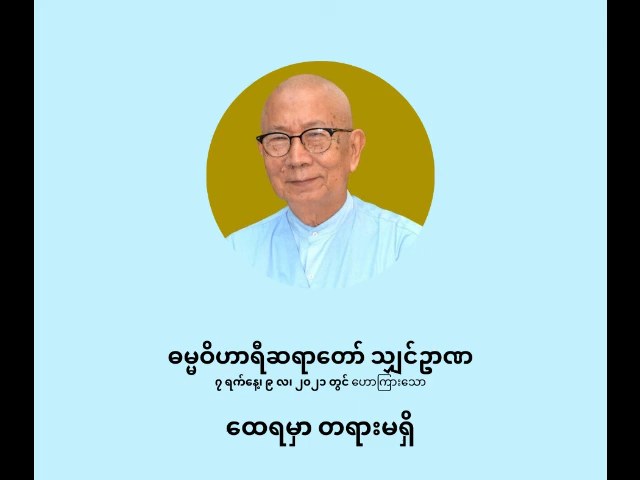 ဓမ္မဝိဟာရီဆရာတော် သျှင်ဥာဏ
၇ ရက်နေ့၊ ၉ လ၊ ၂၀၂၁ တွင် ဟောကြားသော
ထေရမှာ တရားမရှိ